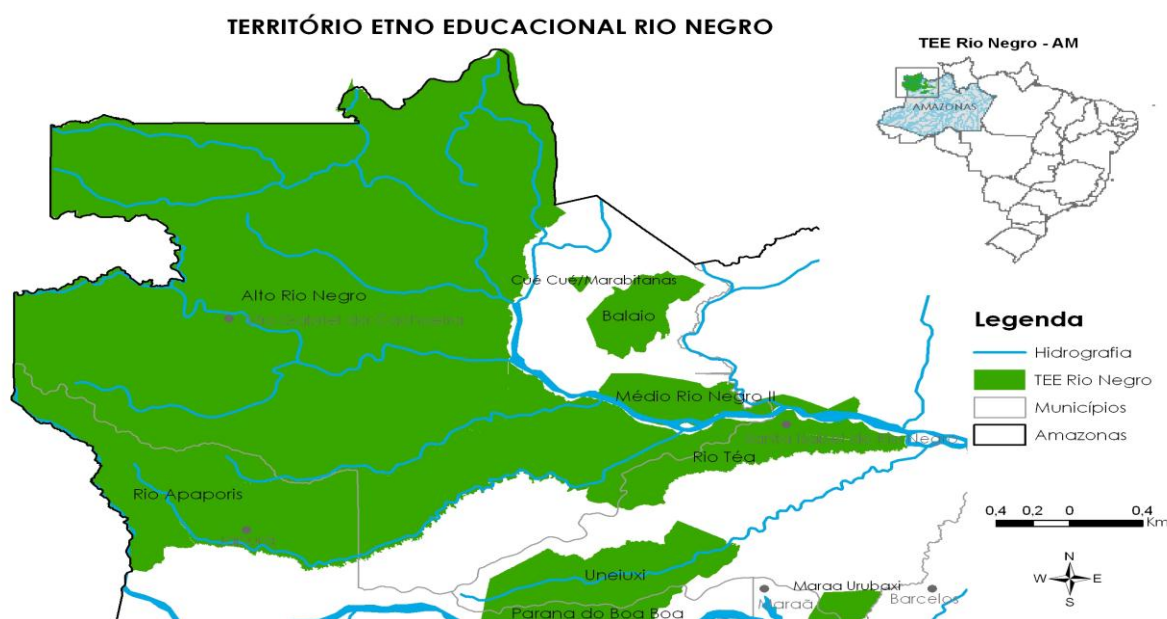 TERRITÓRIO ETNO EDUCACIONAL RIO NEGRO
TEE Rio Negro - AM
AMAZONAS
Cué Cué//Marabitanas
Alto Rio Negro
Balaio
Médio Rio Negro II
Rio Téa
Rio Apaporis
Uneiuxi
Parana do Boa Boa
Maraa Urubaxi
Maraã
Barcelos
Legenda
Hidrografia
TEE Rio Negro
Municípios
Amazonas
0,4 0,2 0 0,4
Km
N
W E
S